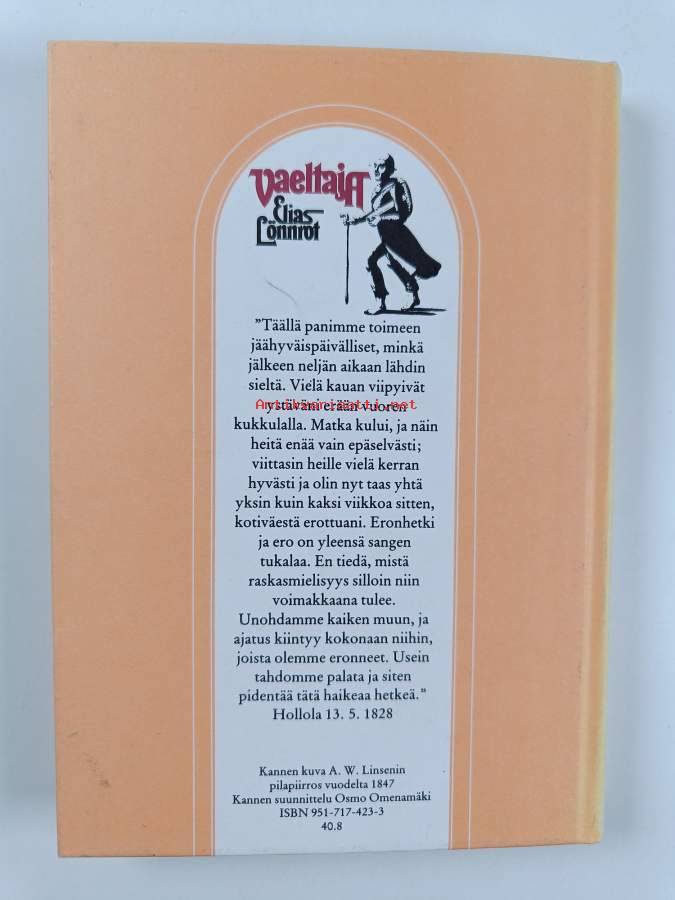 Vaeltaja
Elias
Lönnrot
”Täällä panimme toimeen
jäähyväispäivälliset, minkä
jälkeen neljän aikaan lähdin
sieltä. Vielä kauan viipyivät
ystäväni erään vuoren
Antikvariaatti.net
kukkulalla. Matka kului, ja näin
heitä enää vain epäselvästi;
viittasin heille vielä kerran
hyvästi ja olin nyt taas yhtä
yksin kuin kaksi viikkoa sitten,
kotiväestä erottuani. Eronhetki
ja ero on yleensä sangen
tukalaa. En tiedä, mistä
raskasmielisyys silloin niin
voimakkaana tulee.
Unohdamme kaiken muun, ja
ajatus kiintyy kokonaan niihin,
joista olemme eronneet. Usein
tahdomme palata ja siten
pidentää tätä haikeaa hetkeä.”
Hollola 13. 5. 1828
Kannen kuva A. W. Linsenin
pilapiirros vuodelta 1847
Kannen suunnittelu Osmo Omenamäki
ISBN 951-717-423-3
40.8